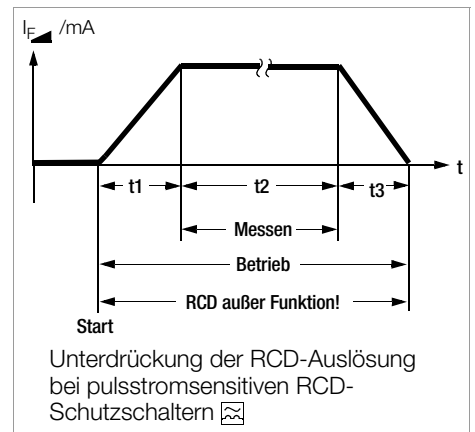 IF /mA
t
t1
t2
t3
Messen
Betrieb
RCD außer Funktion!
Start
Unterdrückung der RCD-Auslösung
bei pulsstromsensitiven RCD-
Schutzschaltern